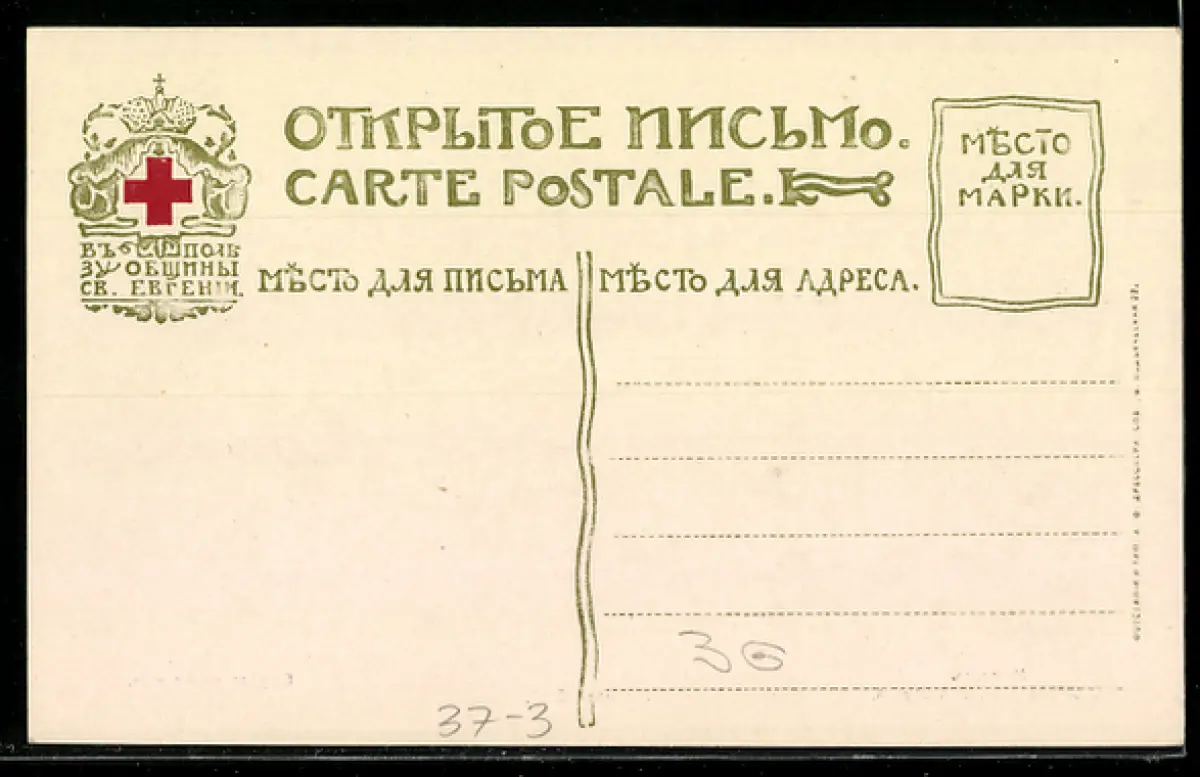 ОТКРЫТОЕ ПИСЬМО.
CARTE POSTALE.
МѢСТО
ДЛЯ
МАРКИ.
ВЪ ПОЛЬ
ЗУ ОБЩИНЫ
СВ. ЕВГЕНІИ.
МѢСТО ДЛЯ ПИСЬМА
МѢСТО ДЛЯ АДРЕСА.
36
37-3